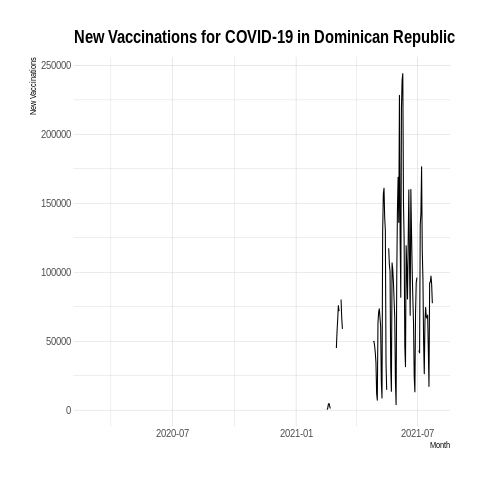 New Vaccinations for COVID-19 in Dominican Republic
New Vaccinations
250000
200000
150000
100000
50000
0
2020-07 2021-01 2021-07
Month